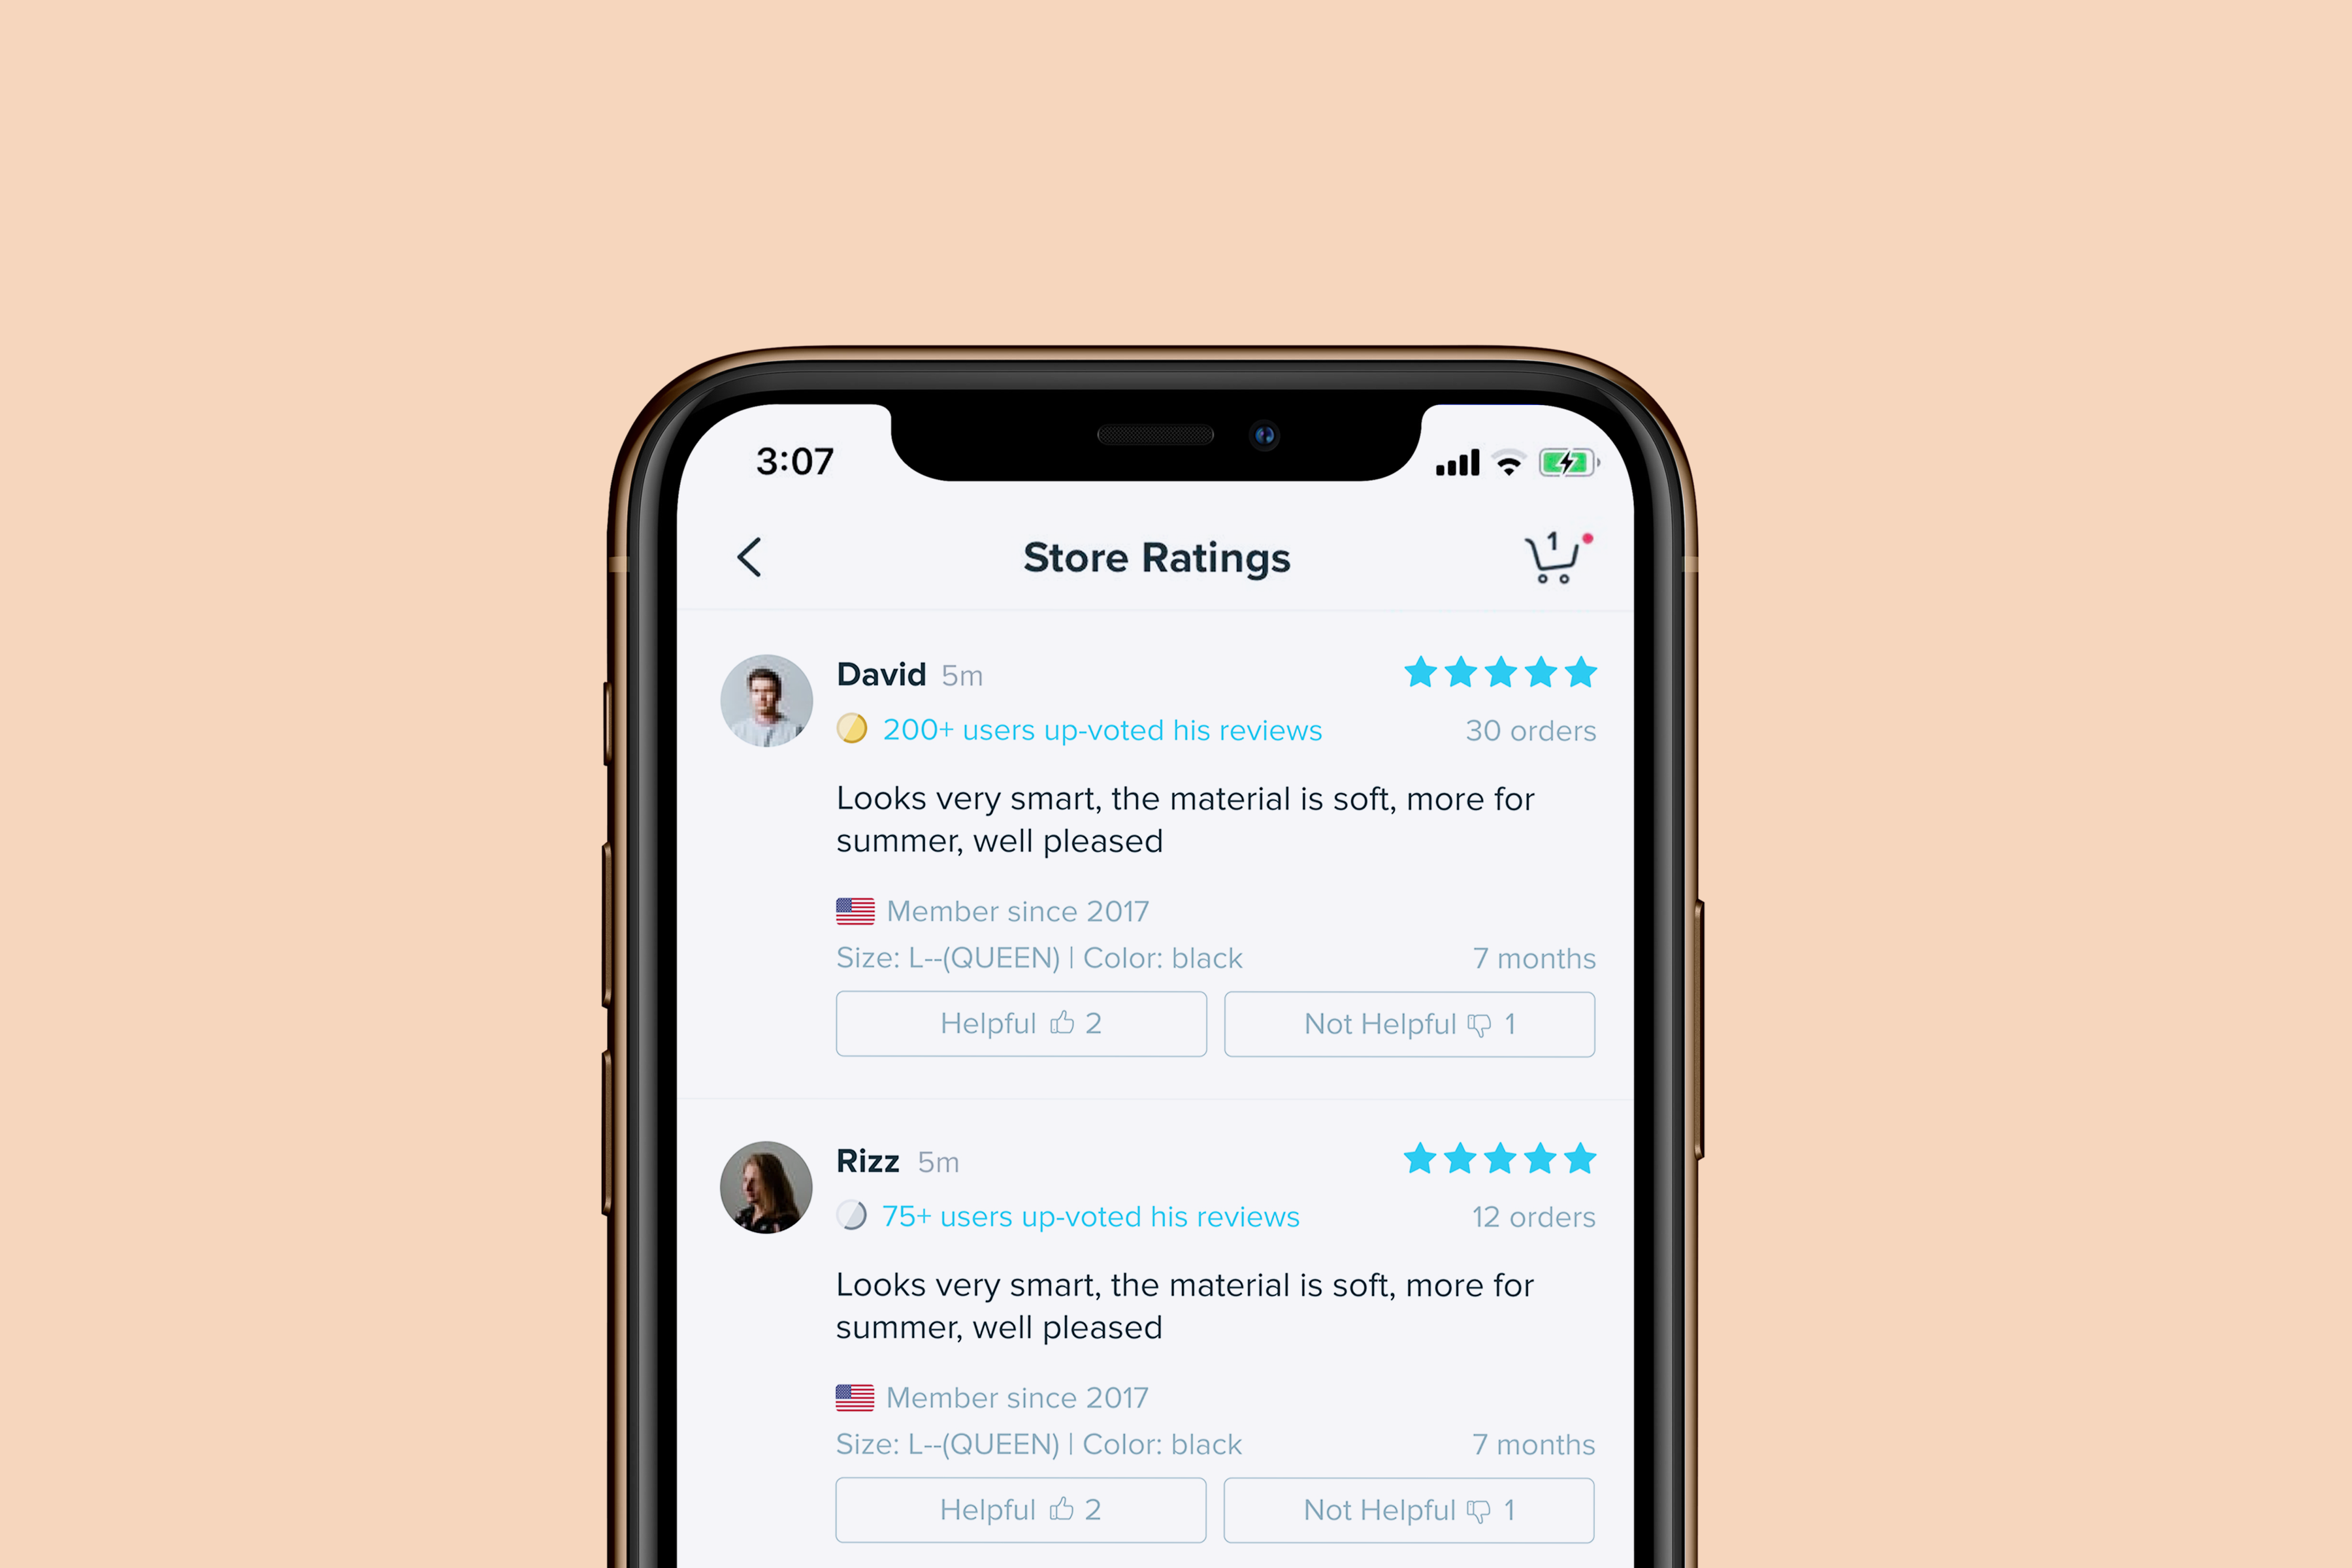 3:07
Store Ratings
1
David 5m
200+ users up-voted his reviews
30 orders
Looks very smart, the material is soft, more for
summer, well pleased
Member since 2017
Size: L--(QUEEN) | Color: black
7 months
Helpful 2
Not Helpful 1
Rizz 5m
75+ users up-voted his reviews
12 orders
Looks very smart, the material is soft, more for
summer, well pleased
Member since 2017
Size: L--(QUEEN) | Color: black
7 months
Helpful 2
Not Helpful 1